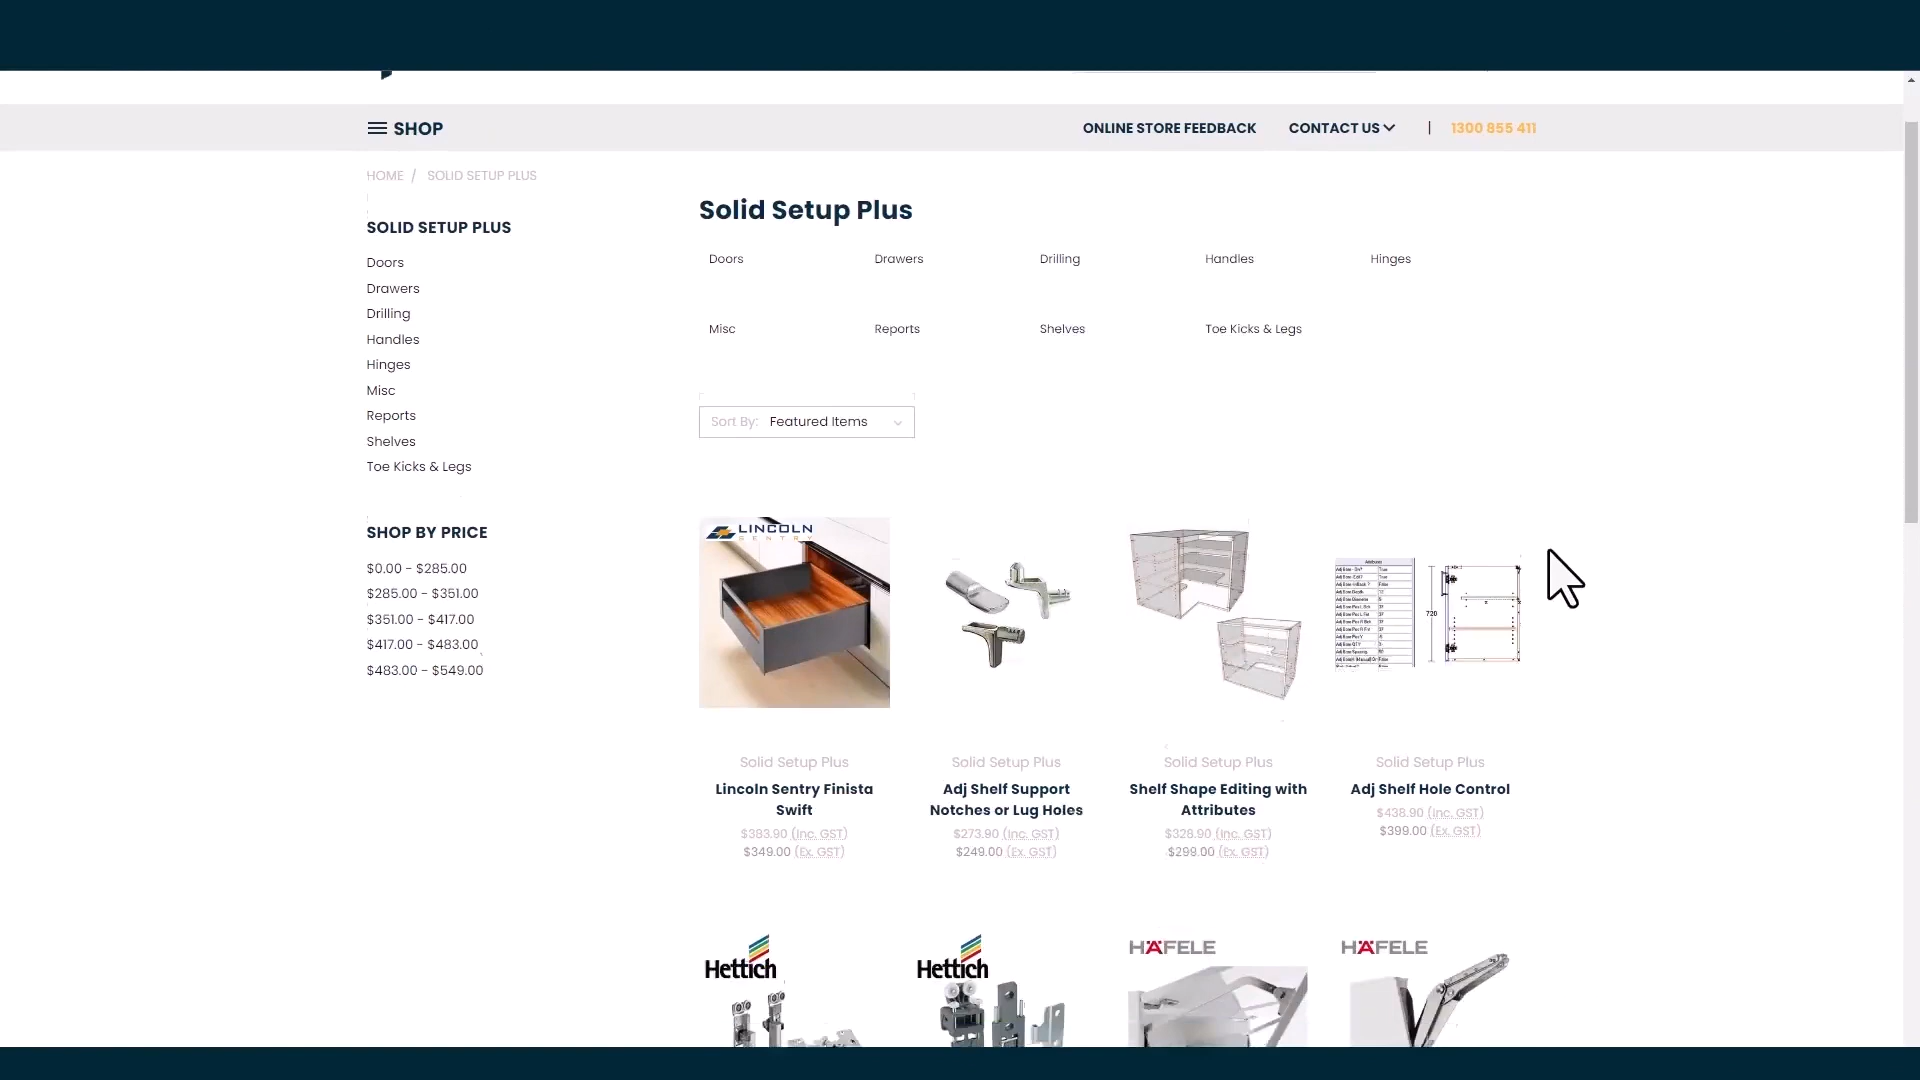 SHOP
ONLINE STORE FEEDBACK
CONTACT US
|
1300 855 411
HOME / SOLID SETUP PLUS
SOLID SETUP PLUS
Doors
Drawers
Drilling
Handles
Hinges
Misc
Reports
Shelves
Toe Kicks & Legs
SHOP BY PRICE
$0.00 - $285.00
$285.00 - $351.00
$351.00 - $417.00
$417.00 - $483.00
$483.00 - $549.00
Solid Setup Plus
Doors
Drawers
Drilling
Handles
Hinges
Misc
Reports
Shelves
Toe Kicks & Legs
Sort By: Featured Items
LINCOLN
SENTRY
Solid Setup Plus
Lincoln Sentry Finista
Swift
$383.90 (Inc. GST)
$349.00 (Ex. GST)
Solid Setup Plus
Adj Shelf Support
Notches or Lug Holes
$273.90 (Inc. GST)
$249.00 (Ex. GST)
Solid Setup Plus
Shelf Shape Editing with
Attributes
$328.90 (Inc. GST)
$299.00 (Ex. GST)
Attributes
720
Solid Setup Plus
Adj Shelf Hole Control
$438.90 (Inc. GST)
$399.00 (Ex. GST)
Hettich
Hettich
HÄFELE
HÄFELE